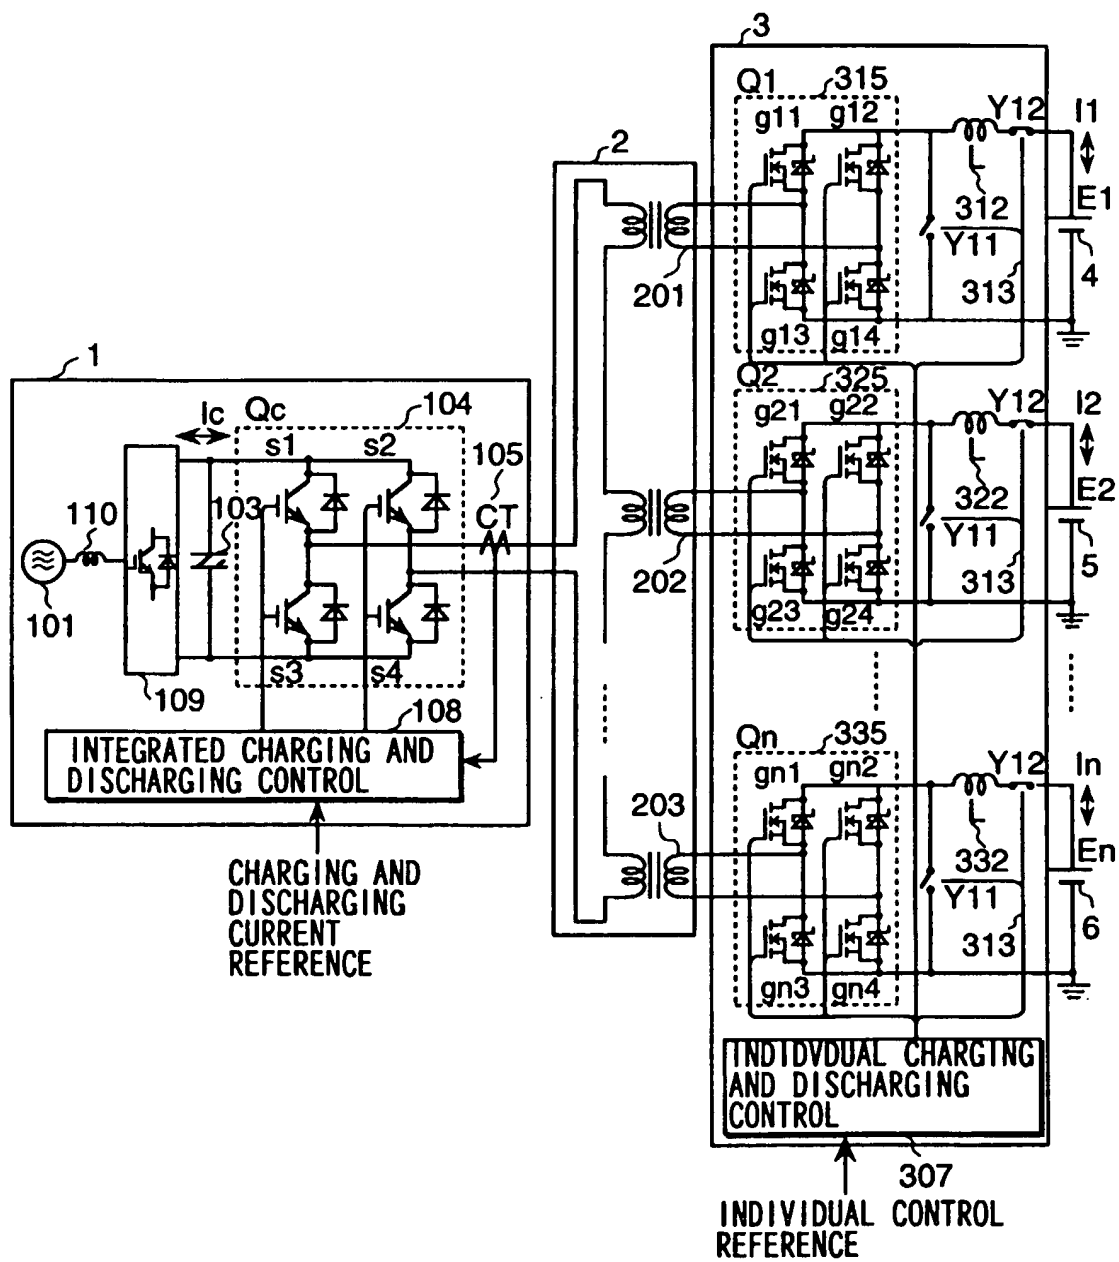 3
Q1
315
g11
g12
Y12
I1
312
Y11
E1
313
4
g13
g14
2
201
1
Ic
Qc
104
s1
s2
105
CT
110
103
101
109
s3
s4
108
INTEGRATED CHARGING AND
DISCHARGING CONTROL
CHARGING AND
DISCHARGING
CURRENT
REFERENCE
202
203
Q2
325
g21
g22
Y12
I2
322
Y11
E2
313
5
g23
g24
Qn
335
gn1
gn2
Y12
In
332
Y11
En
313
6
gn3
gn4
INDIDVDUAL CHARGING
AND DISCHARGING
CONTROL
307
INDIVIDUAL CONTROL
REFERENCE